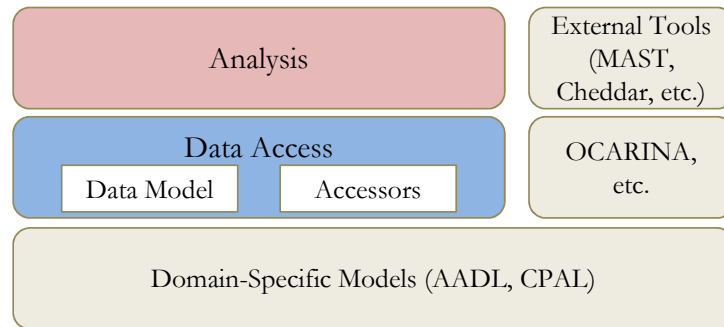 Analysis
External Tools
(MAST,
Cheddar, etc.)
Data Access
Data Model
Accessors
OCARINA,
etc.
Domain-Specific Models (AADL, CPAL)